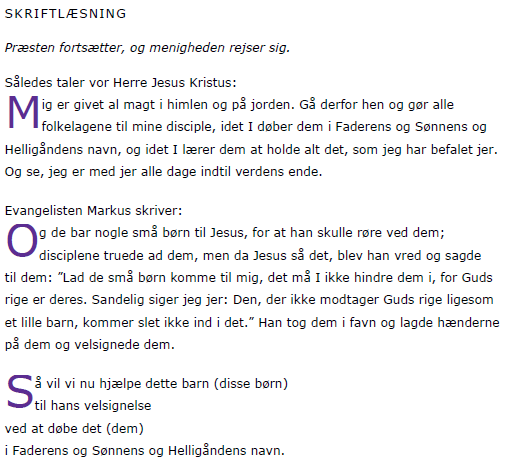 SKRIFTLÆSNING
Præsten fortsætter, og menigheden rejser sig.
Således taler vor Herre Jesus Kristus:
Mig er givet al magt i himlen og på jorden. Gå derfor hen og gør alle
folkelagene til mine disciple, idet I døber dem i Faderens og Sønnens og
Helligåndens navn, og idet I lærer dem at holde alt det, som jeg har befalet jer.
Og se, jeg er med jer alle dage indtil verdens ende.
Evangelisten Markus skriver:
Og de bar nogle små børn til Jesus, for at han skulle røre ved dem;
disciplene truede ad dem, men da Jesus så det, blev han vred og sagde
til dem: ”Lad de små børn komme til mig, det må I ikke hindre dem i, for Guds
rige er deres. Sandelig siger jeg jer: Den, der ikke modtager Guds rige ligesom
et lille barn, kommer slet ikke ind i det.” Han tog dem i favn og lagde hænderne
på dem og velsignede dem.
Så vil vi nu hjælpe dette barn (disse børn)
til hans velsignelse
ved at døbe det (dem)
i Faderens og Sønnens og Helligåndens navn.